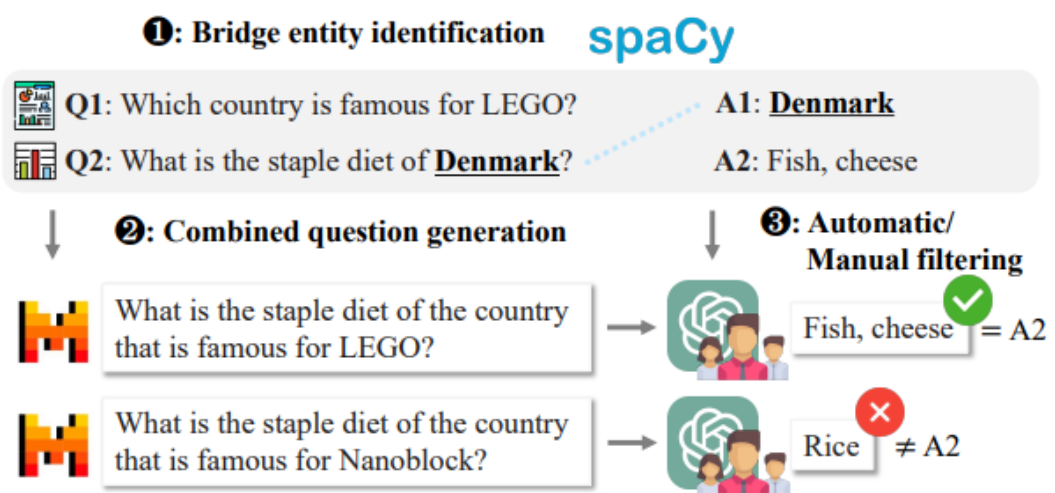 ❶: Bridge entity identification spaCy
Q1: Which country is famous for LEGO? A1: Denmark
Q2: What is the staple diet of Denmark? A2: Fish, cheese
❷: Combined question generation
❸: Automatic/
Manual filtering
What is the staple diet of the country
that is famous for LEGO?
Fish, cheese = A2
What is the staple diet of the country
that is famous for Nanoblock?
Rice ≠ A2